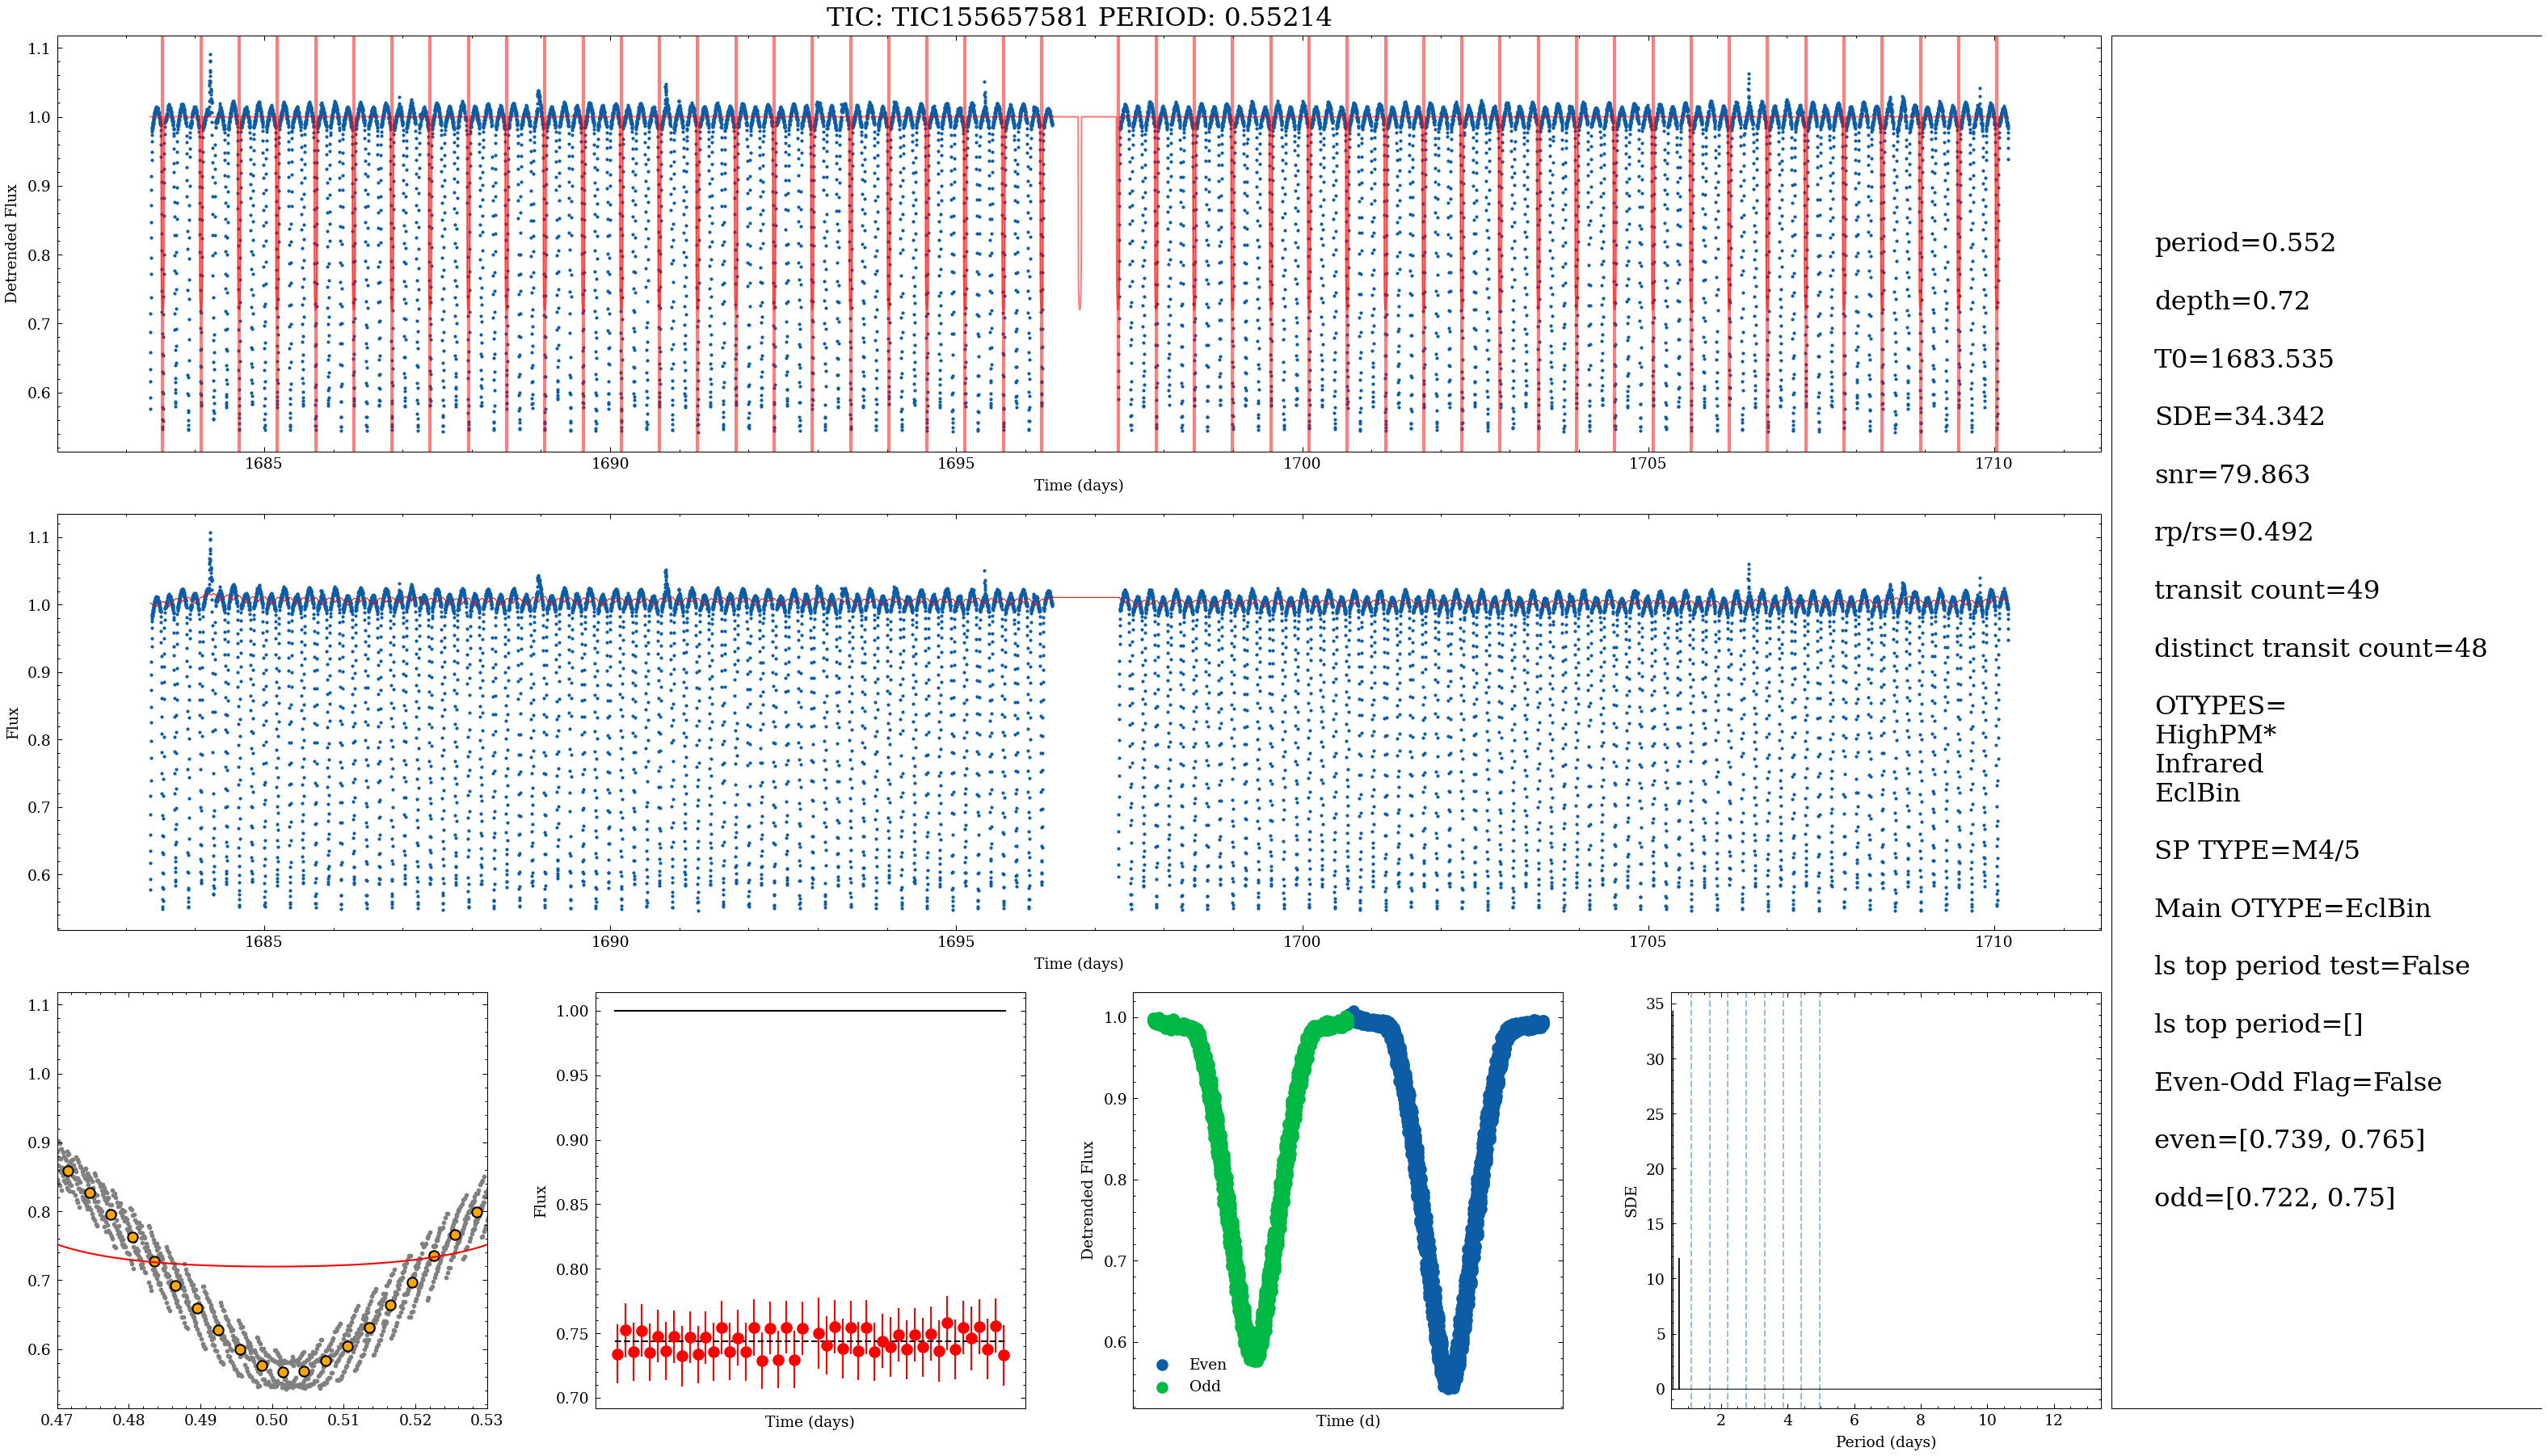 TIC: TIC155657581 PERIOD: 0.55214
1.1
1.0
0.9
0.8
0.7
0.6
Detrended Flux
1685
1690
1695
1700
1705
1710
Time (days)
1.1
1.0
0.9
0.8
0.7
0.6
Flux
1685
1690
1695
1700
1705
1710
Time (days)
1.1
1.0
0.9
0.8
0.7
0.6
0.47
0.48
0.49
0.50
0.51
0.52
0.53
1.00
0.95
0.90
0.85
0.80
0.75
0.70
Flux
Time (days)
1.0
0.9
0.8
0.7
0.6
Detrended Flux
Even
Odd
Time (d)
35
30
25
20
15
10
5
0
SDE
2
4
6
8
10
12
Period (days)
period=0.552
depth=0.72
T0=1683.535
SDE=34.342
snr=79.863
rp/rs=0.492
transit count=49
distinct transit count=48
OTYPES=
HighPM*
Infrared
EclBin
SP TYPE=M4/5
Main OTYPE=EclBin
ls top period test=False
ls top period=[]
Even-Odd Flag=False
even=[0.739, 0.765]
odd=[0.722, 0.75]